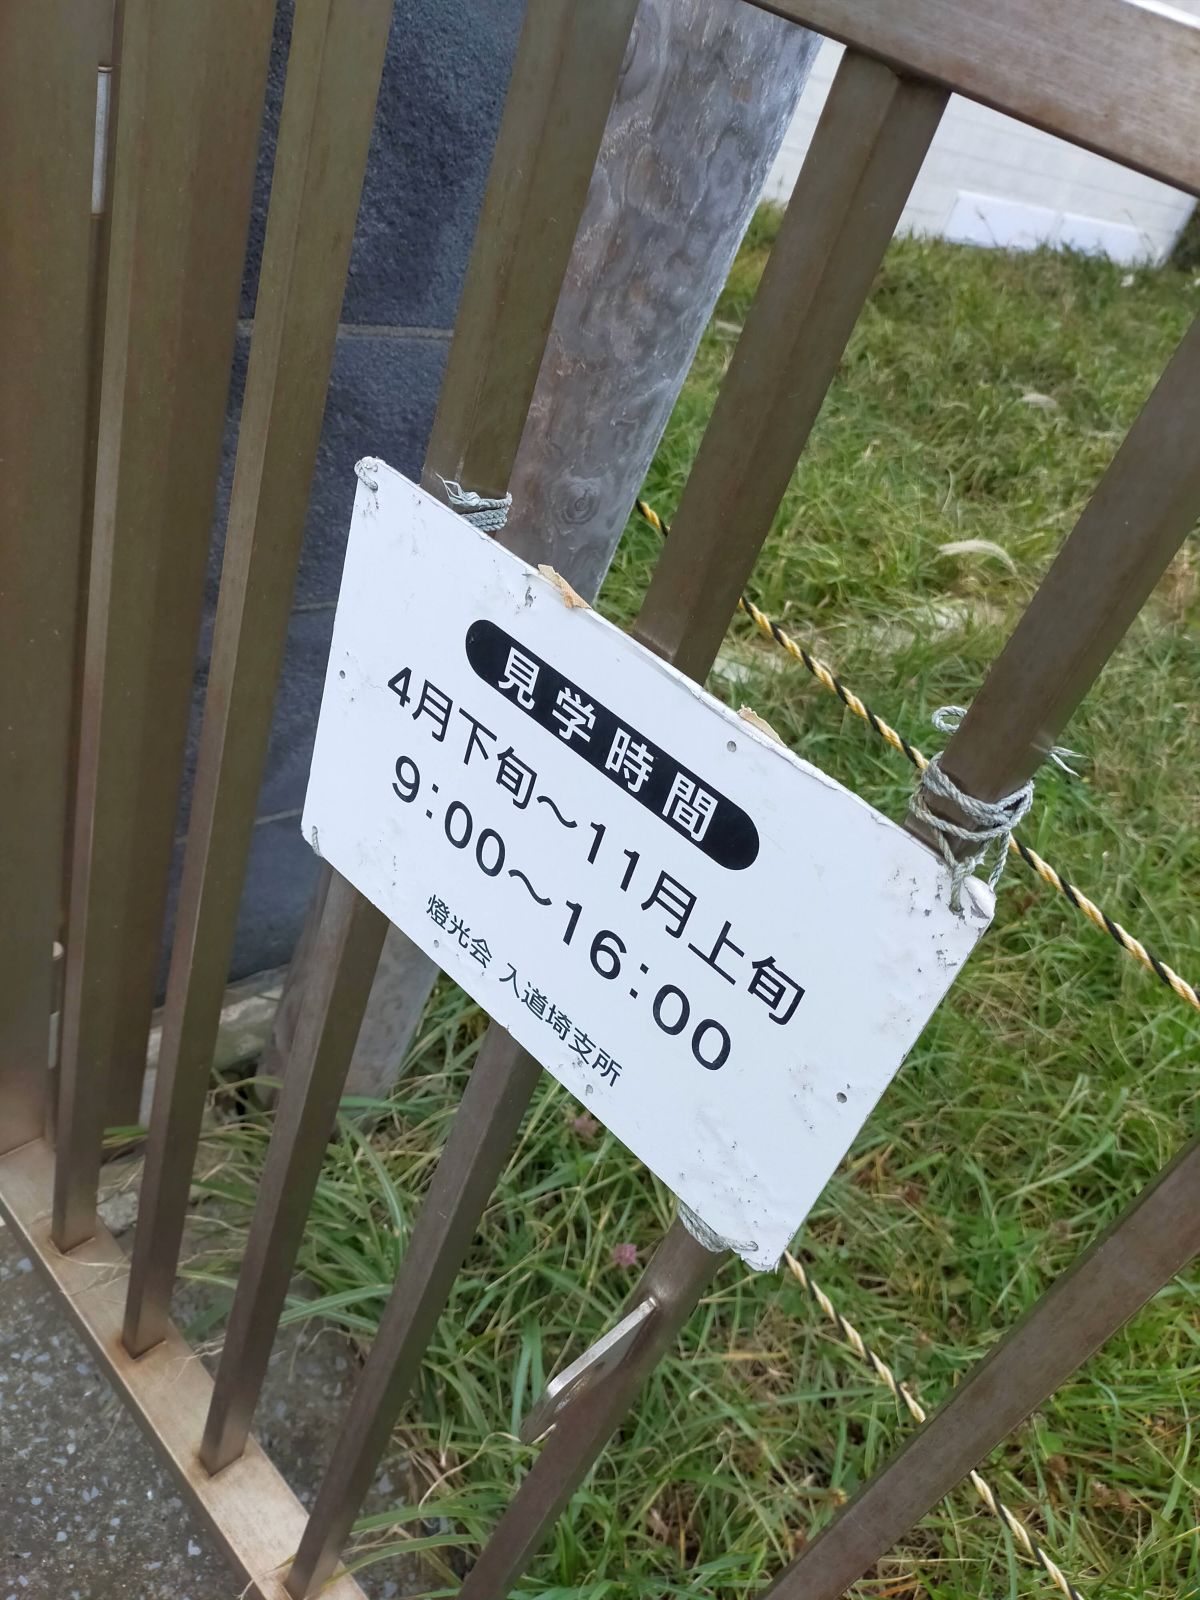 見学時間
4月下旬～11月上旬
9:00～16:00
燈光会 入道埼支所